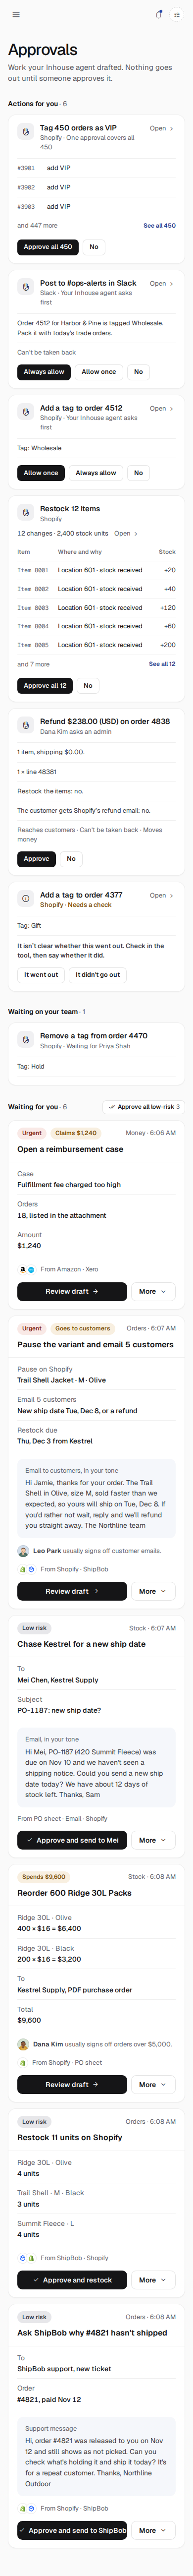 Approvals
Work your Inhouse agent drafted. Nothing goes
out until someone approves it.
Actions for you · 6
Tag 450 orders as VIP
Open
Shopify · One approval covers all
450
#3901 add VIP
#3902 add VIP
#3903 add VIP
and 447 more
See all 450
Approve all 450
No
Post to #ops-alerts in Slack
Open
Slack · Your Inhouse agent asks
first
Order 4512 for Harbor & Pine is tagged Wholesale.
Pack it with today's trade orders.
Can't be taken back
Always allow
Allow once
No
Add a tag to order 4512
Open
Shopify · Your Inhouse agent asks
first
Tag: Wholesale
Allow once
Always allow
No
Restock 12 items
Shopify
12 changes · 2,400 stock units
Open
Item Where and why Stock
Item 8001 Location 601 · stock received +20
Item 8002 Location 601 · stock received +40
Item 8003 Location 601 · stock received +120
Item 8004 Location 601 · stock received +60
Item 8005 Location 601 · stock received +200
and 7 more
See all 12
Approve all 12
No
Refund $238.00 (USD) on order 4838
Dana Kim asks an admin
1 item, shipping $0.00.
1 × line 48381
Restock the items: no.
The customer gets Shopify's refund email: no.
Reaches customers · Can't be taken back · Moves
money
Approve
No
Add a tag to order 4377
Open
Shopify · Needs a check
Tag: Gift
It isn't clear whether this went out. Check in the
tool, then say whether it did.
It went out
It didn't go out
Waiting on your team · 1
Remove a tag from order 4470
Shopify · Waiting for Priya Shah
Tag: Hold
Waiting for you · 6
Approve all low-risk 3
Urgent
Claims $1,240
Money · 6:06 AM
Open a reimbursement case
Case
Fulfillment fee charged too high
Orders
18, listed in the attachment
Amount
$1,240
From Amazon · Xero
Review draft
More
Urgent
Goes to customers
Orders · 6:07 AM
Pause the variant and email 5 customers
Pause on Shopify
Trail Shell Jacket · M · Olive
Email 5 customers
New ship date Tue, Dec 8, or a refund
Restock due
Thu, Dec 3 from Kestrel
Email to customers, in your tone
Hi Jamie, thanks for your order. The Trail
Shell in Olive, size M, sold faster than we
expected, so yours will ship on Tue, Dec 8. If
you'd rather not wait, reply and we'll refund
you straight away. The Northline team
Leo Park usually signs off customer emails.
From Shopify · ShipBob
Review draft
More
Low risk
Stock · 6:07 AM
Chase Kestrel for a new ship date
To
Mei Chen, Kestrel Supply
Subject
PO-1187: new ship date?
Email, in your tone
Hi Mei, PO-1187 (420 Summit Fleece) was
due on Nov 10 and we haven't seen a
shipping notice. Could you send a new ship
date today? We have about 12 days of
stock left. Thanks, Sam
From PO sheet · Email · Shopify
Approve and send to Mei
More
Spends $9,600
Stock · 6:08 AM
Reorder 600 Ridge 30L Packs
Ridge 30L · Olive
400 × $16 = $6,400
Ridge 30L · Black
200 × $16 = $3,200
To
Kestrel Supply, PDF purchase order
Total
$9,600
Dana Kim usually signs off orders over $5,000.
From Shopify · PO sheet
Review draft
More
Low risk
Orders · 6:08 AM
Restock 11 units on Shopify
Ridge 30L · Olive
4 units
Trail Shell · M · Black
3 units
Summit Fleece · L
4 units
From ShipBob · Shopify
Approve and restock
More
Low risk
Orders · 6:08 AM
Ask ShipBob why #4821 hasn't shipped
To
ShipBob support, new ticket
Order
#4821, paid Nov 12
Support message
Hi, order #4821 was released to you on Nov
12 and still shows as not picked. Can you
check what's holding it and ship it today? It's
for a repeat customer. Thanks, Northline
Outdoor
From Shopify · ShipBob
Approve and send to ShipBob
More